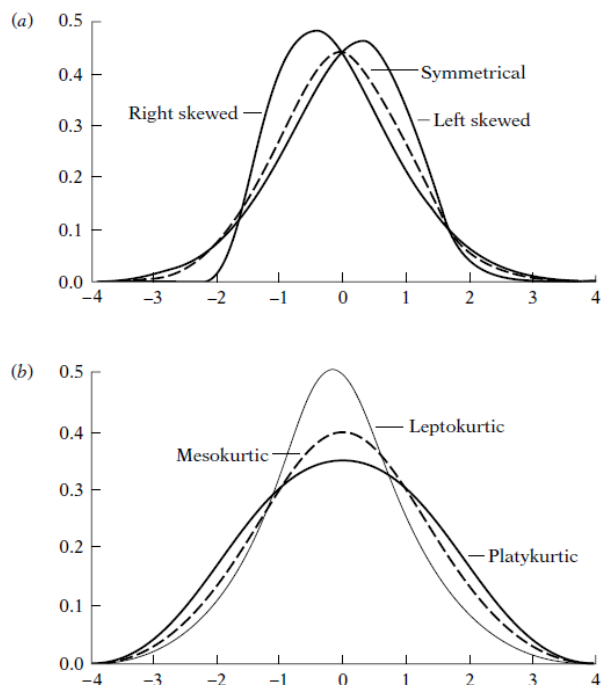 (a)
0.5
0.4
0.3
0.2
0.1
0.0
Symmetrical
Right skewed
Left skewed
–4 –3 –2 –1 0 1 2 3 4
(b)
0.5
0.4
0.3
0.2
0.1
0.0
Leptokurtic
Mesokurtic
Platykurtic
–4 –3 –2 –1 0 1 2 3 4